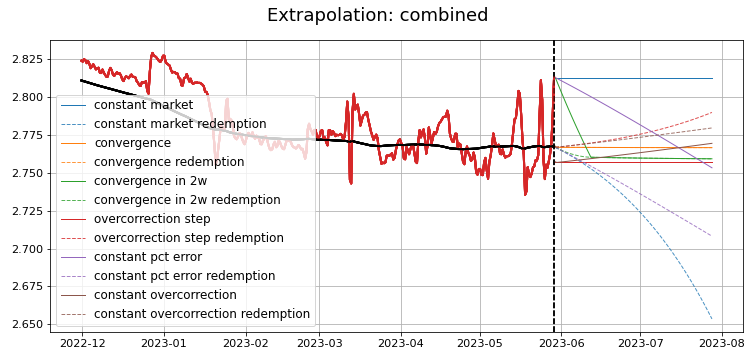 Extrapolation: combined
2.825
2.800
2.775
2.750
2.725
2.700
2.675
2.650
constant market
constant market redemption
convergence
convergence redemption
convergence in 2w
convergence in 2w redemption
overcorrection step
overcorrection step redemption
constant pct error
constant pct error redemption
constant overcorrection
constant overcorrection redemption
2022-12 2023-01 2023-02 2023-03 2023-04 2023-05 2023-06 2023-07 2023-08